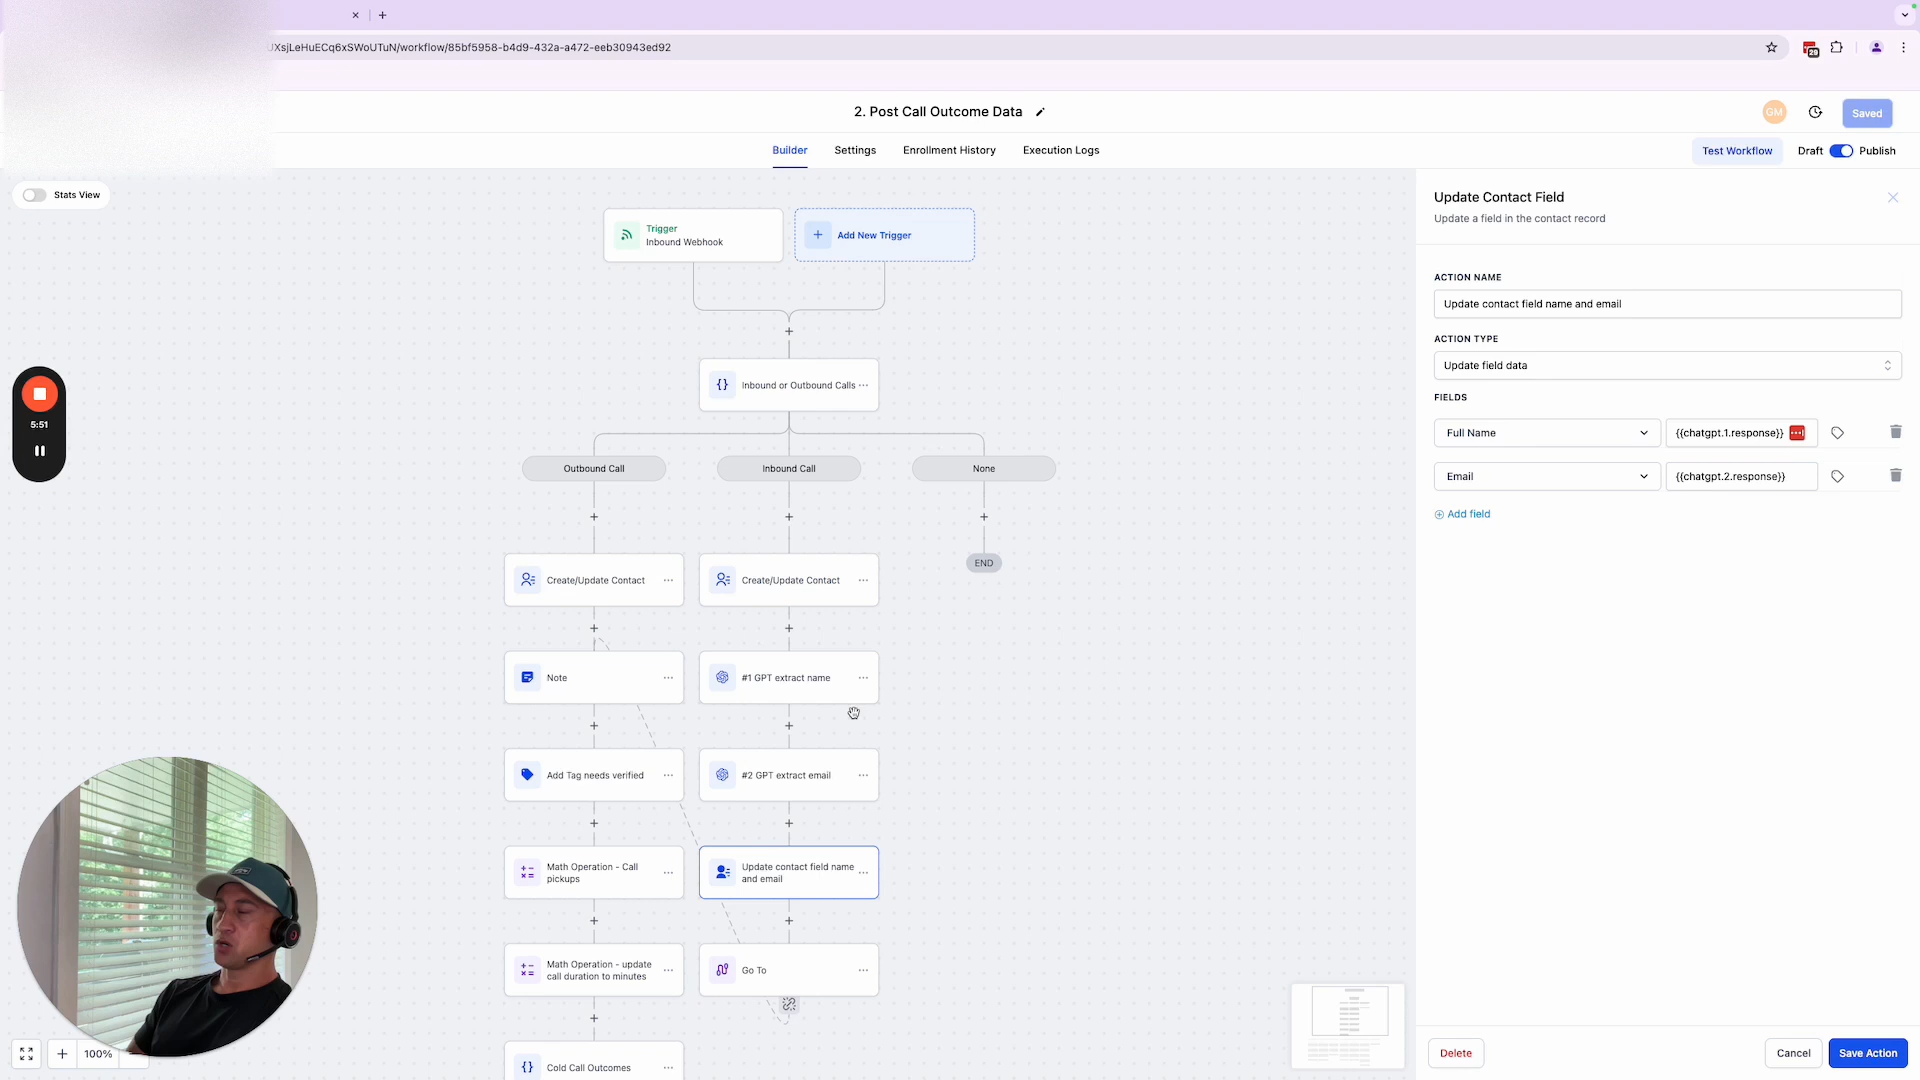 JXsjLeHuECq6xSWoUTuN/workflow/85bf5958-b4d9-432a-a472-eeb30943ed92
29
2. Post Call Outcome Data
GM
Saved
Builder
Settings
Enrollment History
Execution Logs
Test Workflow
Draft
Publish
Stats View
Trigger
Inbound Webhook
Add New Trigger
Inbound or Outbound Calls
Outbound Call
Inbound Call
None
END
Create/Update Contact
Create/Update Contact
Note
#1 GPT extract name
Add Tag needs verified
#2 GPT extract email
Math Operation - Call
pickups
Update contact field name
and email
Math Operation - update
call duration to minutes
Go To
Cold Call Outcomes
5:51
100%
Update Contact Field
Update a field in the contact record
ACTION NAME
Update contact field name and email
ACTION TYPE
Update field data
FIELDS
Full Name
{{chatgpt.1.response}}
Email
{{chatgpt.2.response}}
Add field
Delete
Cancel
Save Action